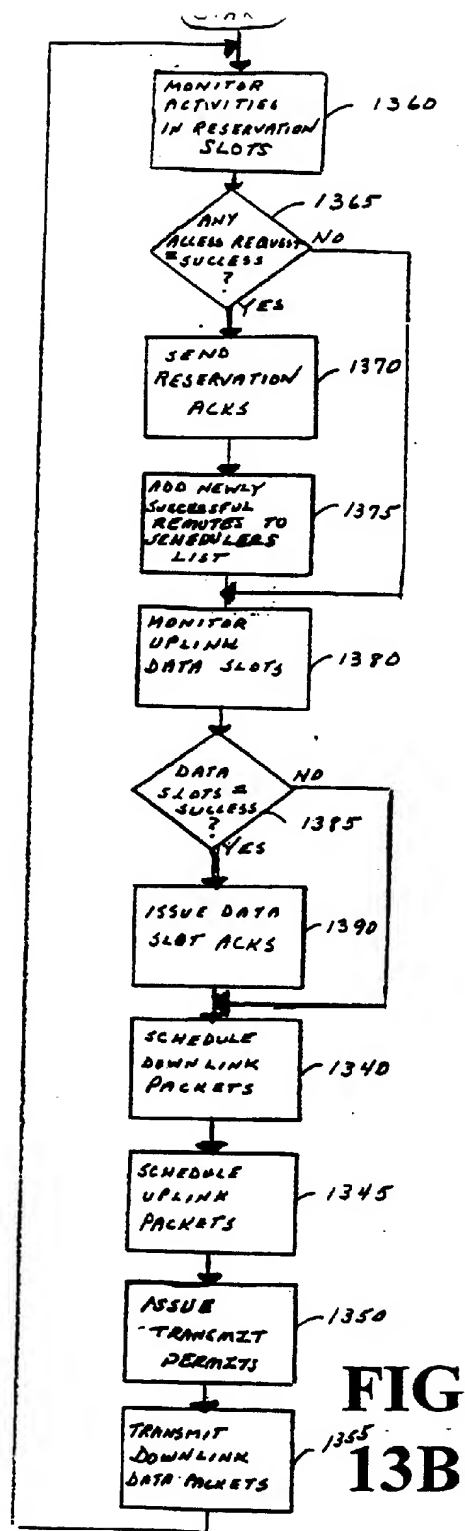 MONITOR
ACTIVITIES
IN RESERVATION
SLOTS
1360
1365
ANY
ACCESS REQUEST
= SUCCESS
?
NO
YES
SEND
RESERVATION
ACKS
1370
ADD NEWLY
SUCCESSFUL
REMOTES TO
SCHEDULERS
LIST
1375
MONITOR
UPLINK
DATA SLOTS
1380
DATA
SLOTS =
SUCCESS
?
NO
1385
YES
ISSUE DATA
SLOT ACKS
1390
SCHEDULE
DOWNLINK
PACKETS
1340
SCHEDULE
UPLINK
PACKETS
1345
ISSUE
TRANSMIT
PERMITS
1350
TRANSMIT
DOWNLINK
DATA PACKETS
1355
FIG
13B